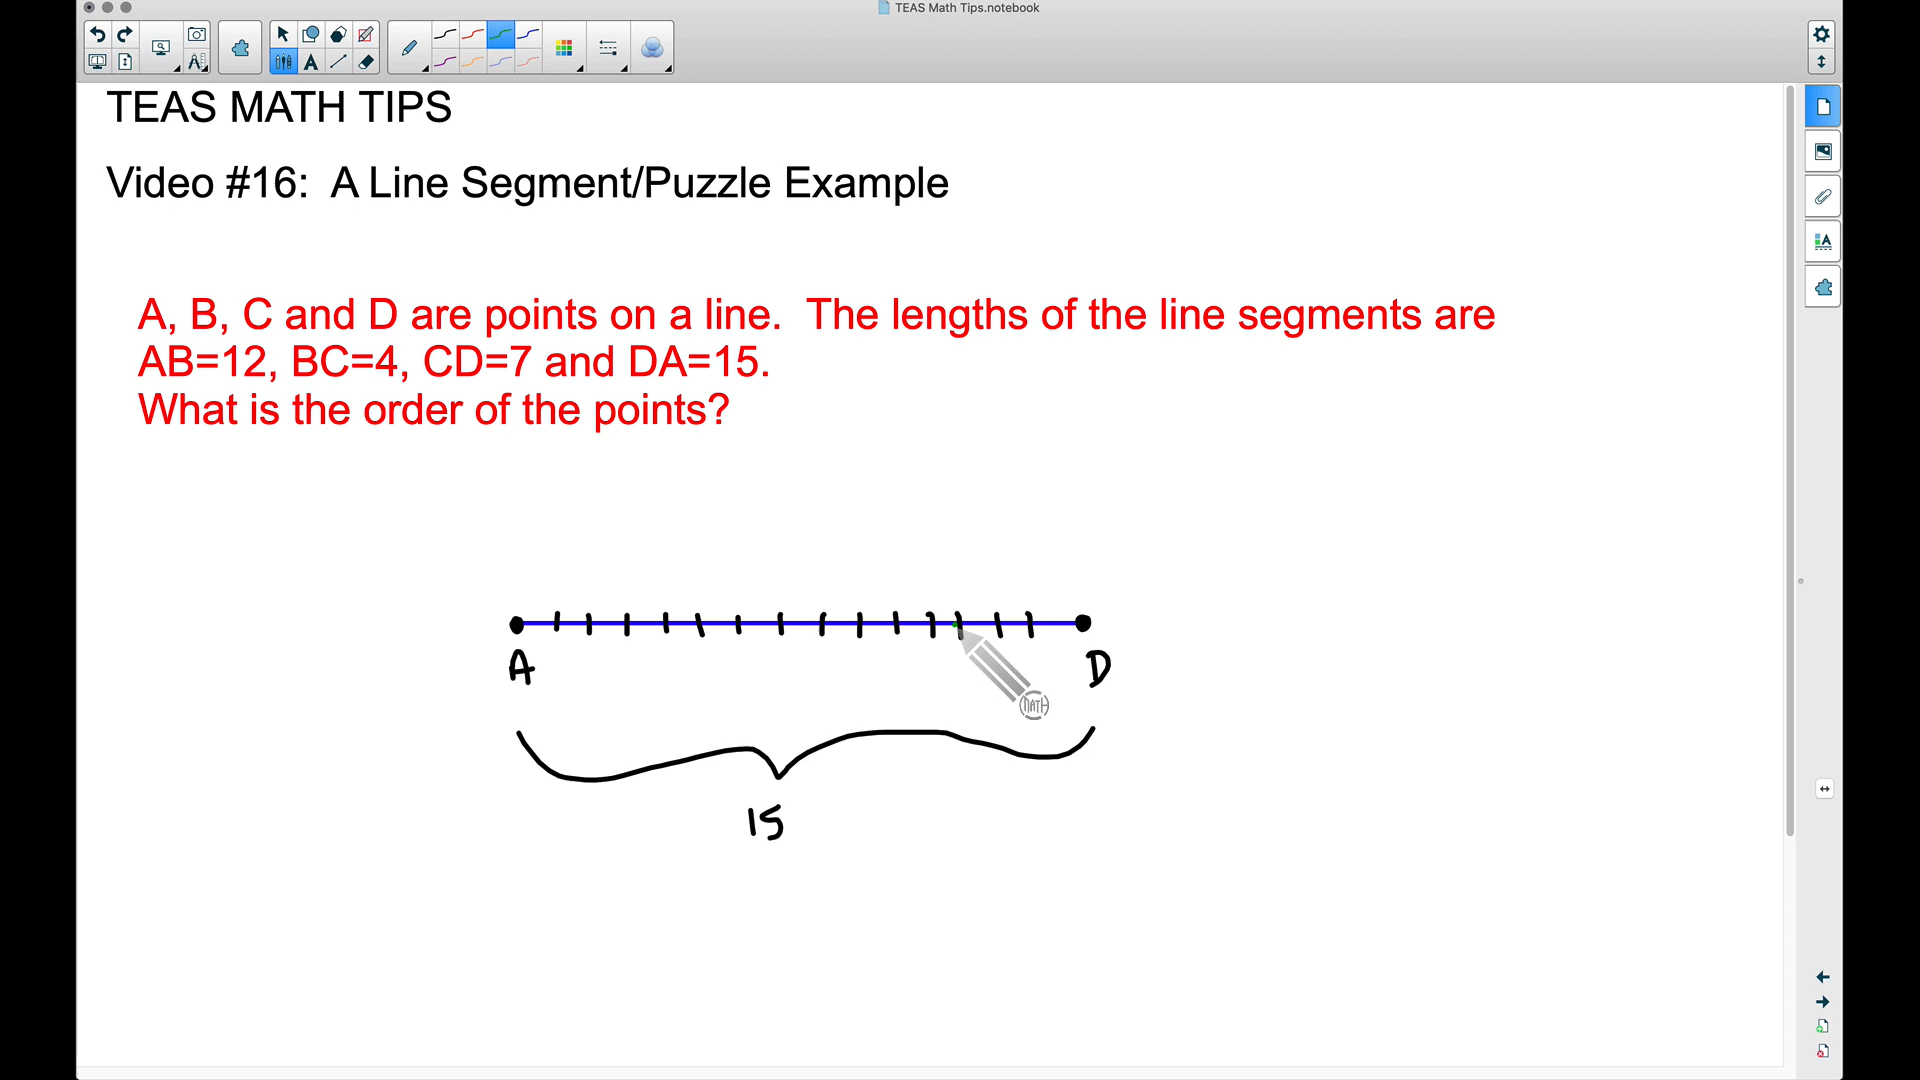 TEAS Math Tips.notebook
TEAS MATH TIPS
Video #16: A Line Segment/Puzzle Example
A, B, C and D are points on a line. The lengths of the line segments are
AB=12, BC=4, CD=7 and DA=15.
What is the order of the points?
A D
MATH
15